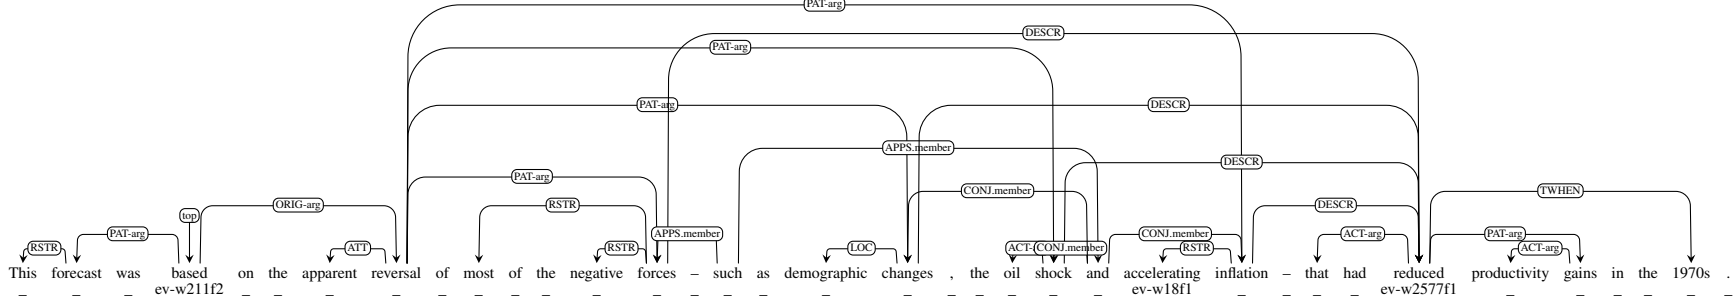 PAT-arg
DESCR
PAT-arg
PAT-arg DESCR
APPS.member
DESCR
PAT-arg
CONJ.member TWHEN
top ORIG-arg RSTR DESCR
PAT-arg APPS.member CONJ.member ACT-arg PAT-arg
RSTR ATT RSTR LOC ACT- CONJ.member RSTR ACT-arg
This forecast was based on the apparent reversal of most of the negative forces – such as demographic changes , the oil shock and accelerating inflation – that had reduced productivity gains in the 1970s .
_ _ _ ev-w211f2 _ _ _ _ _ _ _ _ _ _ _ _ _ _ _ _ _ _ _ _ ev-w18f1 _ _ _ _ ev-w2577f1 _ _ _ _ _ _